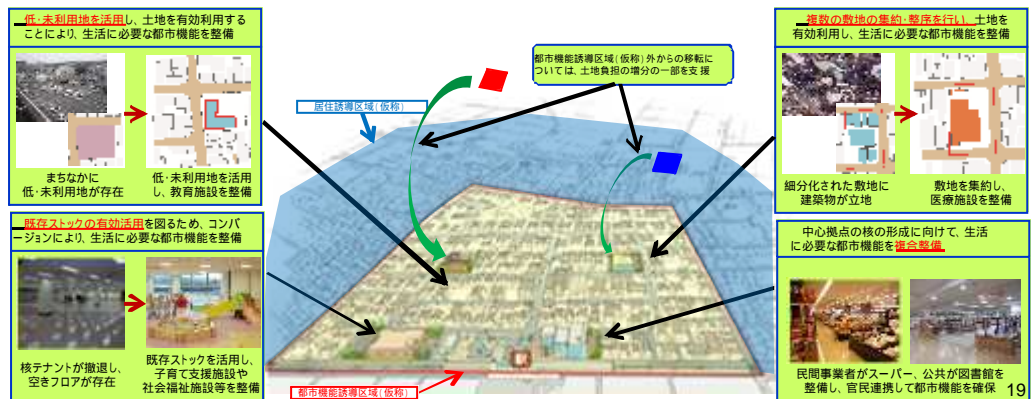 低・未利用地を活用し、土地を有効利用する
ことにより、生活に必要な都市機能を整備
まちなかに
低・未利用地が存在
低・未利用地を活用
し、教育施設を整備
既存ストックの有効活用を図るため、コンバ
ージョンにより、生活に必要な都市機能を整備
核テナントが撤退し、
空きフロアが存在
既存ストックを活用し、
子育て支援施設や
社会福祉施設等を整備
都市機能誘導区域(仮称)外からの移転に
ついては、土地負担の増分の一部を支援
居住誘導区域(仮称)
駅
都市機能誘導区域(仮称)
複数の敷地の集約・整序を行い、土地を
有効利用し、生活に必要な都市機能を整備
細分化された敷地に
建築物が立地
敷地を集約し、
医療施設を整備
中心拠点の核の形成に向けて、生活
に必要な都市機能を複合整備
民間事業者がスーパー、公共が図書館を
整備し、官民連携して都市機能を確保
19